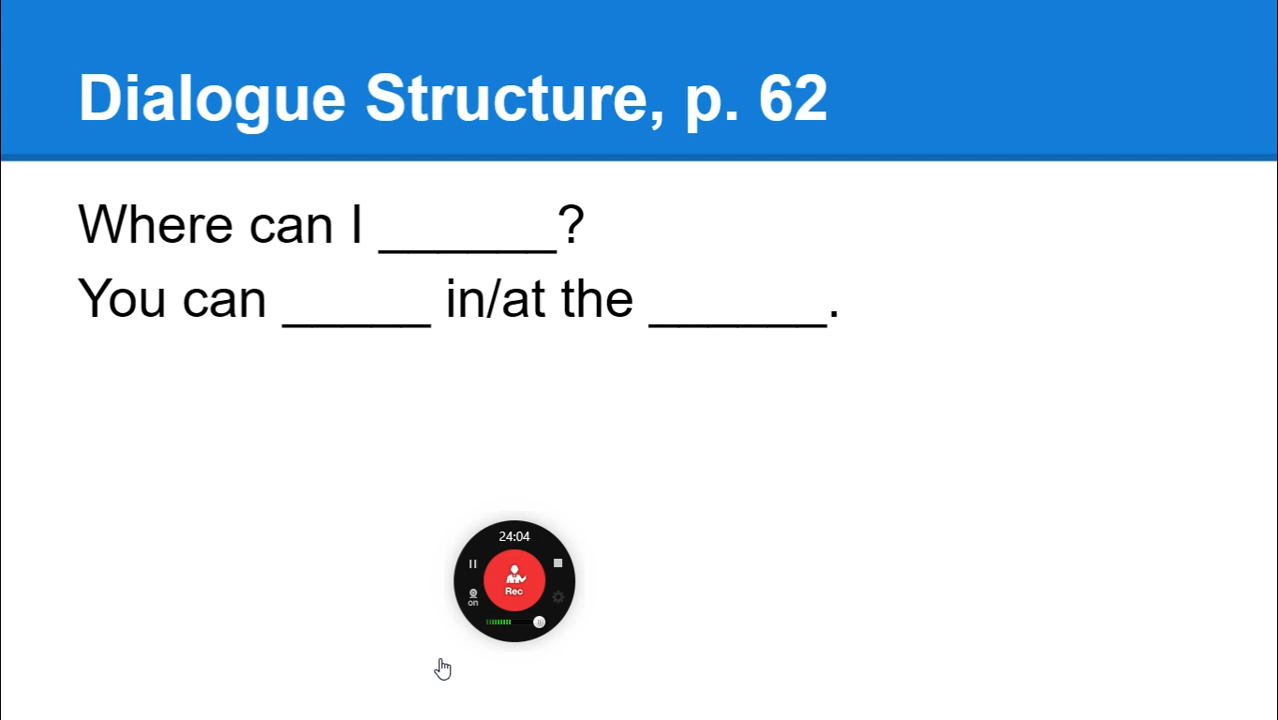 Dialogue Structure, p. 62
Where can I ______?
You can _____ in/at the ______.
24:04
Rec
on